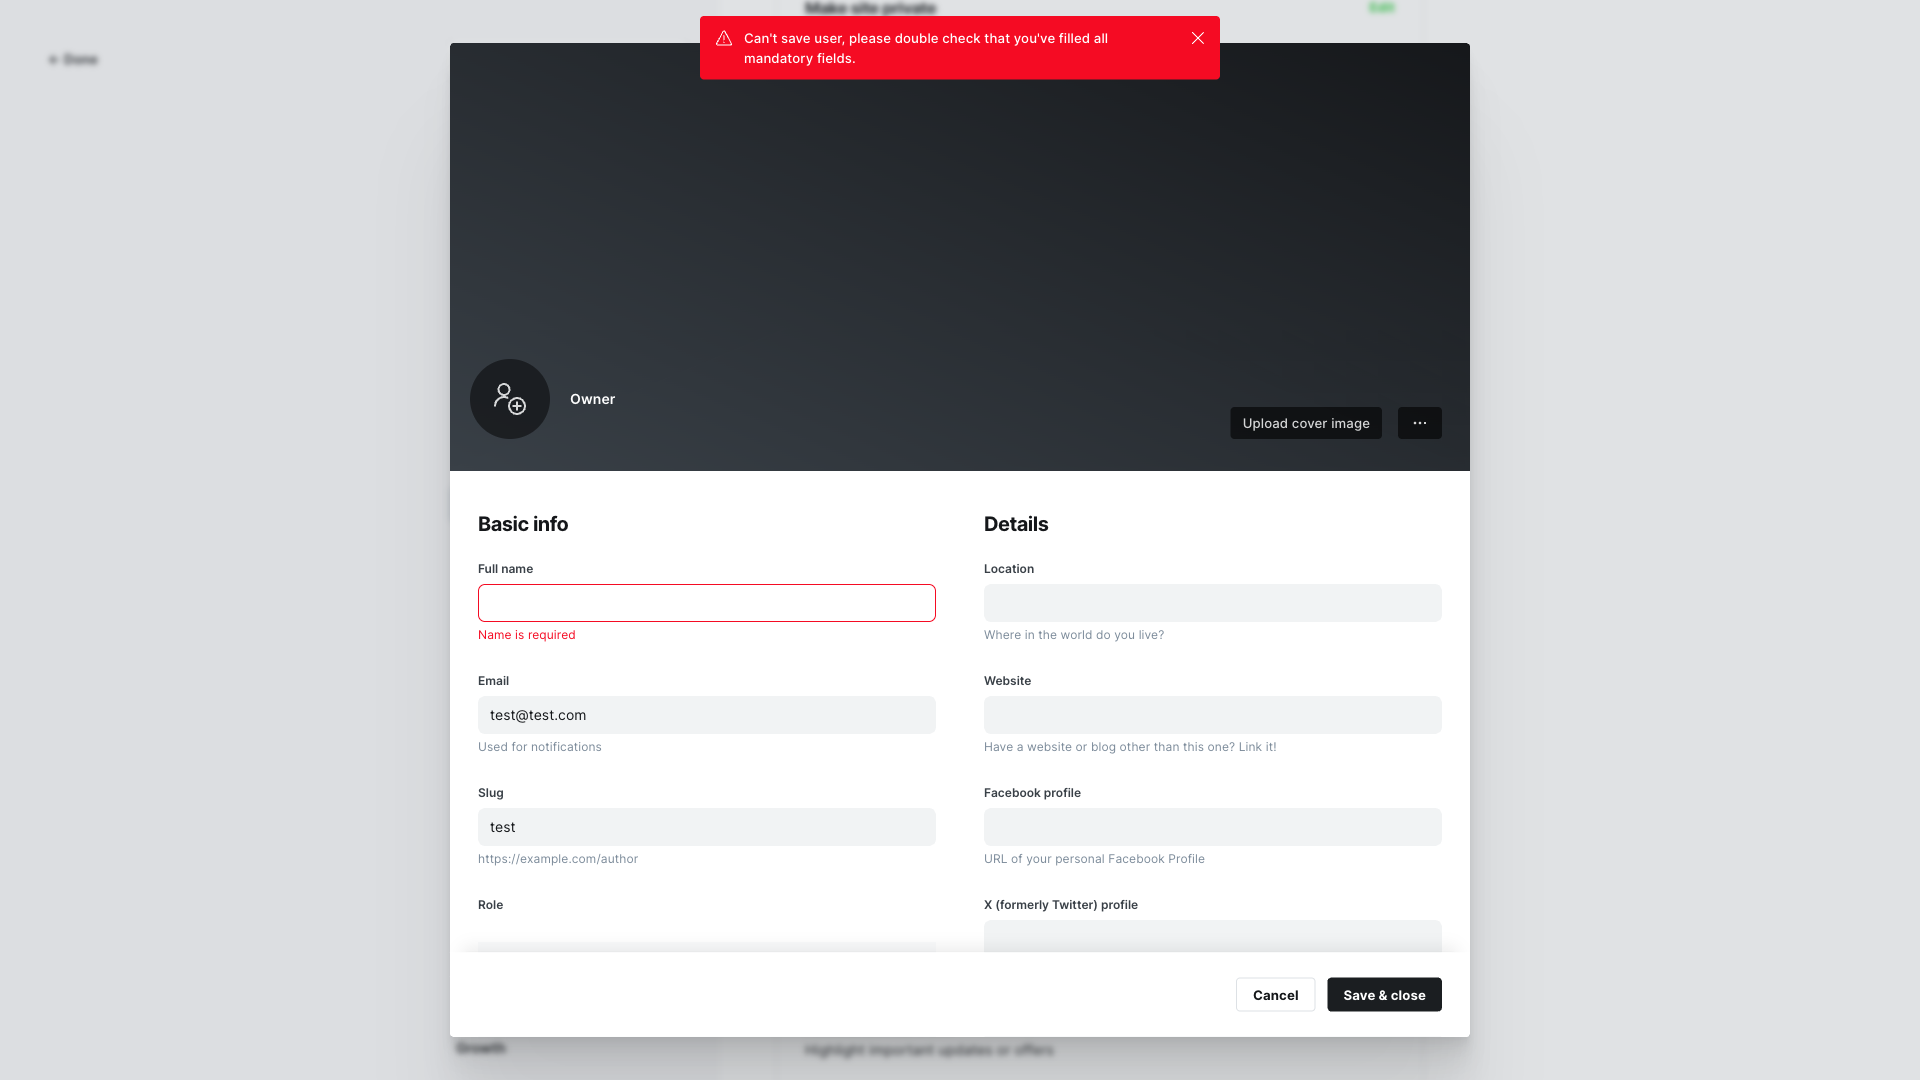 Make site private
Edit
Can't save user, please double check that you've filled all
mandatory fields.
← Done
Owner
Upload cover image
Basic info
Details
Full name
Location
Name is required
Where in the world do you live?
Email
Website
test@test.com
Used for notifications
Have a website or blog other than this one? Link it!
Slug
Facebook profile
test
https://example.com/author
URL of your personal Facebook Profile
Role
X (formerly Twitter) profile
Cancel
Save & close
Growth
Highlight important updates or offers